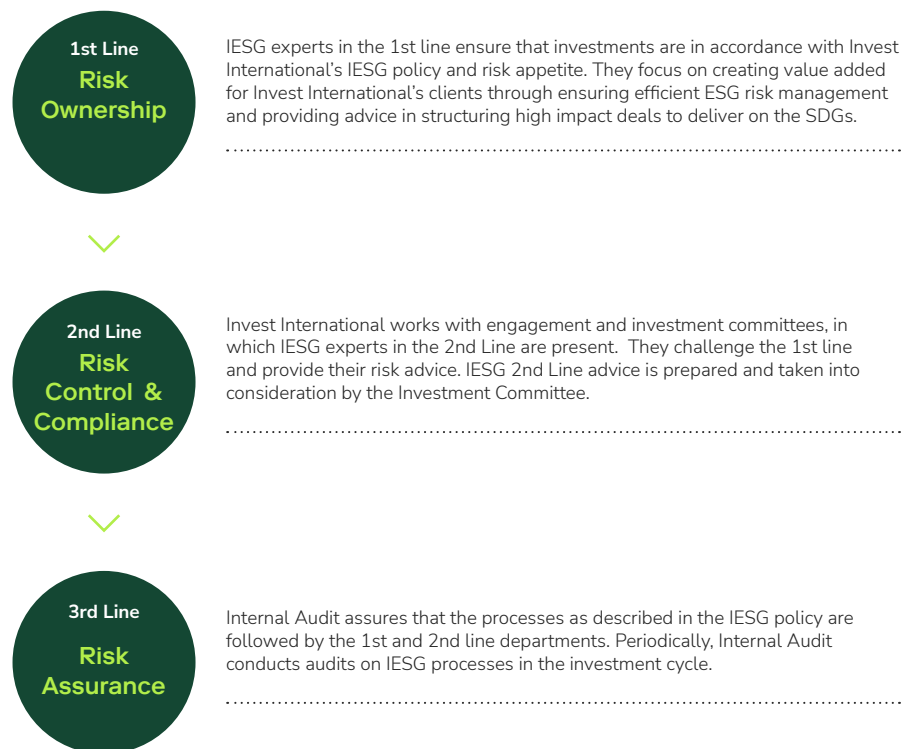 1st Line
Risk
Ownership
IESG experts in the 1st line ensure that investments are in accordance with Invest
International’s IESG policy and risk appetite. They focus on creating value added
for Invest International’s clients through ensuring efficient ESG risk management
and providing advice in structuring high impact deals to deliver on the SDGs.
2nd Line
Risk
Control &
Compliance
Invest International works with engagement and investment committees, in
which IESG experts in the 2nd Line are present. They challenge the 1st line
and provide their risk advice. IESG 2nd Line advice is prepared and taken into
consideration by the Investment Committee.
3rd Line
Risk
Assurance
Internal Audit assures that the processes as described in the IESG policy are
followed by the 1st and 2nd line departments. Periodically, Internal Audit
conducts audits on IESG processes in the investment cycle.